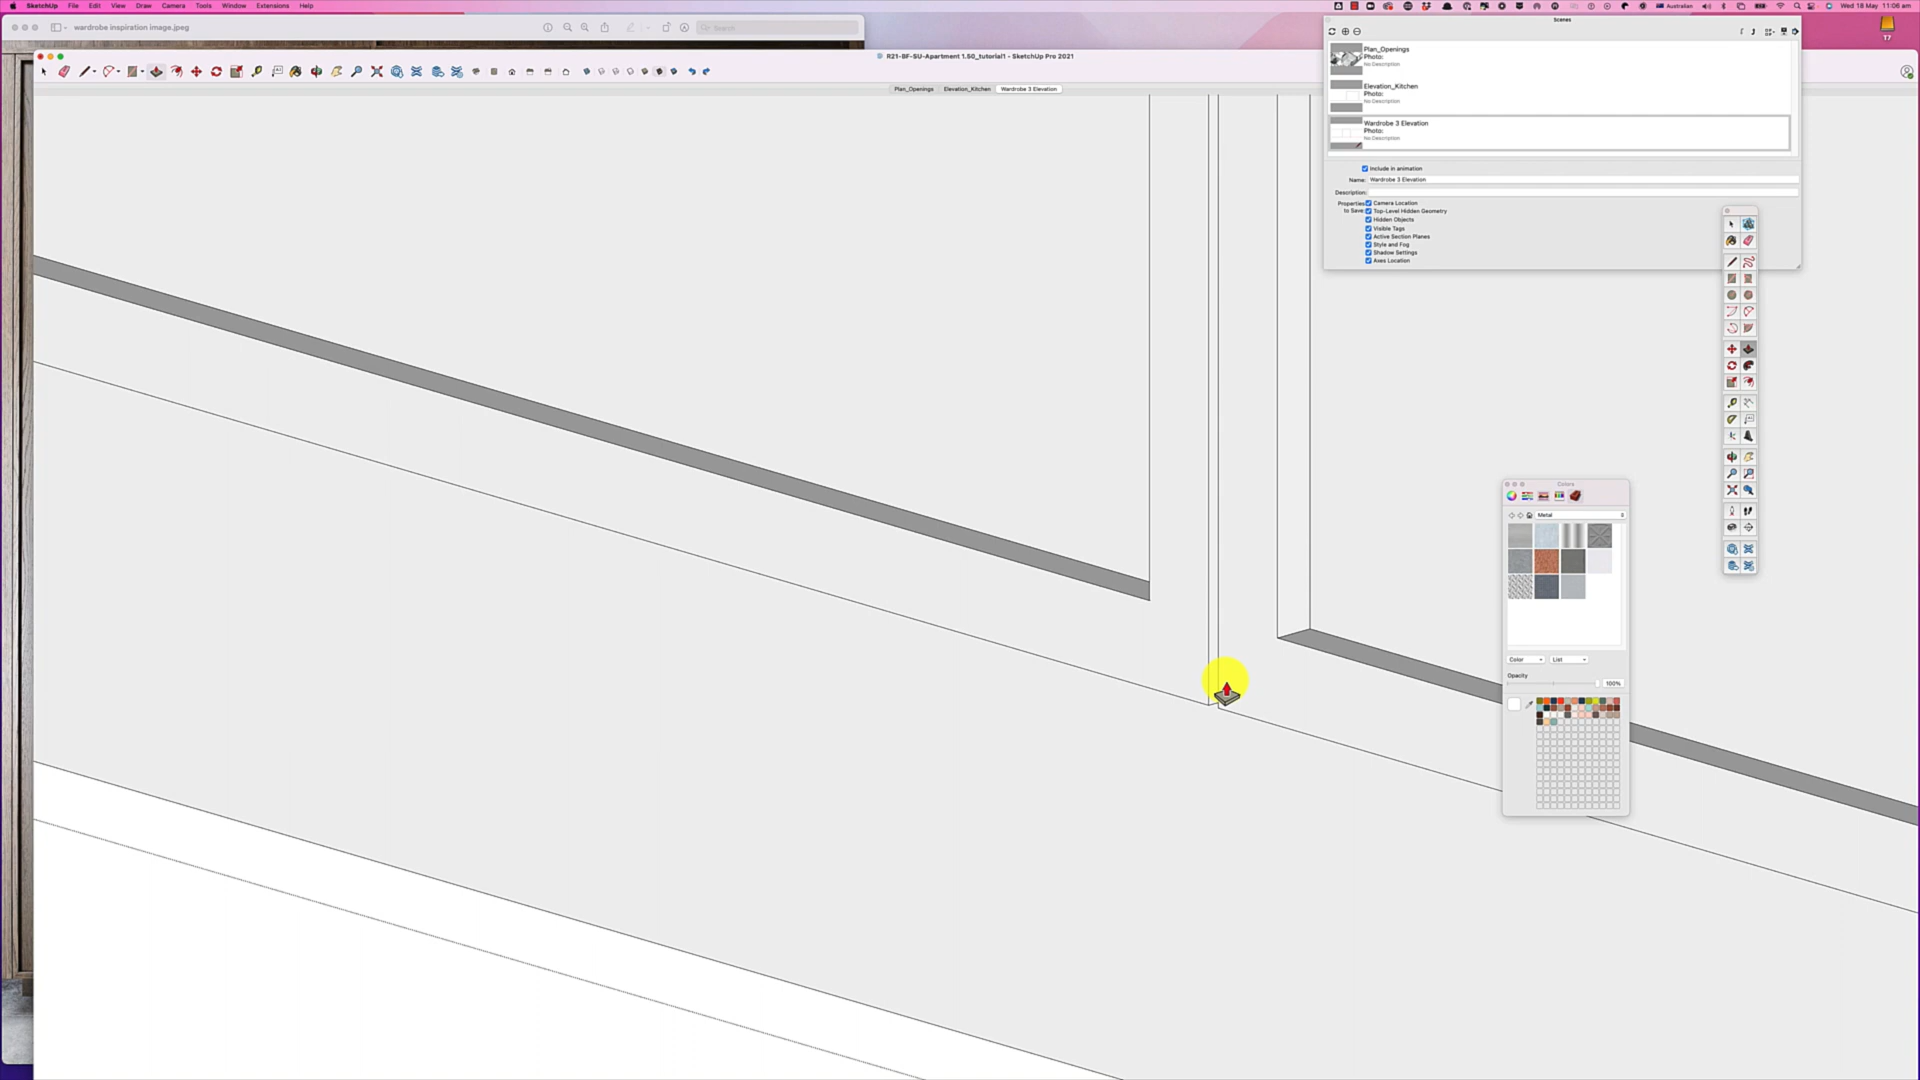 SketchUp File Edit View Draw Camera Tools Window Extensions Help
Australian Wed 18 May 11:06 am
wardrobe inspiration image.jpeg
Search
Scenes
T7
R21-BF-SU-Apartment 1.50_tutorial1 - SketchUp Pro 2021
Plan_Openings Elevation_Kitchen Wardrobe 3 Elevation
Plan_Openings
Photo:
No Description
Elevation_Kitchen
Photo:
No Description
Wardrobe 3 Elevation
Photo:
No Description
Include in animation
Name: Wardrobe 3 Elevation
Description:
Properties to Save:
Camera Location
Top-Level Hidden Geometry
Hidden Objects
Visible Tags
Active Section Planes
Style and Fog
Shadow Settings
Axes Location
Colors
Metal
Color List
Opacity
100%